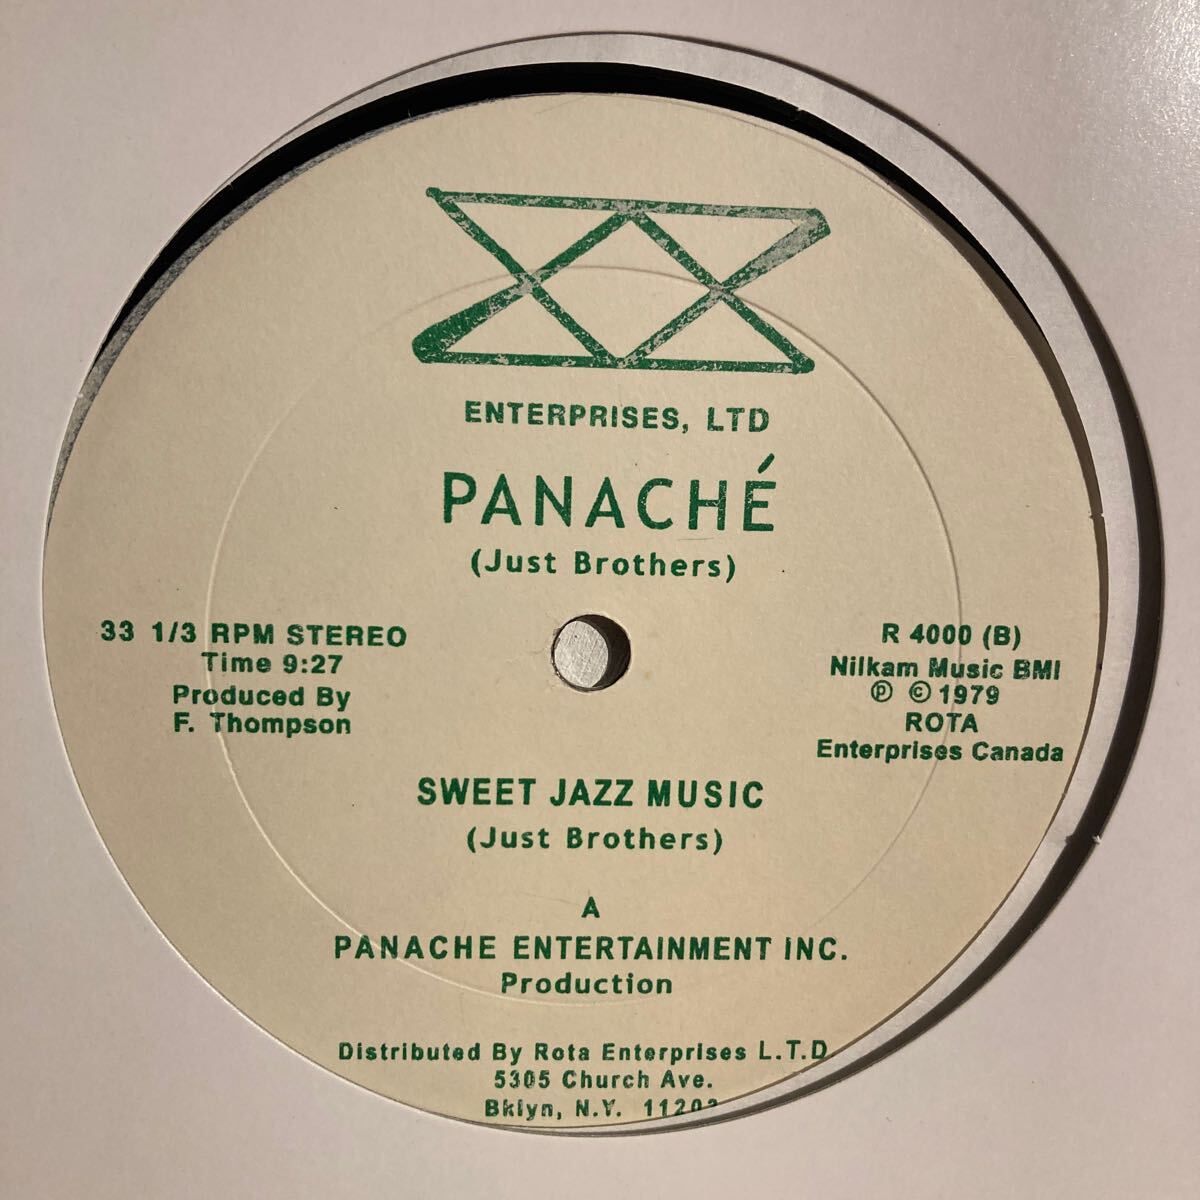 ENTERPRISES, LTD
PANACHÉ
(Just Brothers)
33 1/3 RPM STEREO
Time 9:27
Produced By
F. Thompson
R 4000 (B)
Nilkam Music BMI
℗ © 1979
ROTA
Enterprises Canada
SWEET JAZZ MUSIC
(Just Brothers)
A
PANACHE ENTERTAINMENT INC.
Production
Distributed By Rota Enterprises L.T.D.
5305 Church Ave.
Bklyn, N.Y.